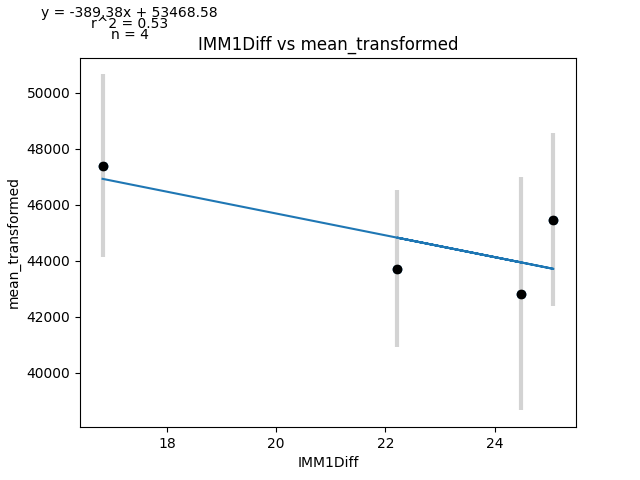 y = -389.38x + 53468.58
r^2 = 0.53
n = 4
IMM1Diff vs mean_transformed
50000
48000
46000
44000
42000
40000
mean_transformed
18 20 22 24
IMM1Diff